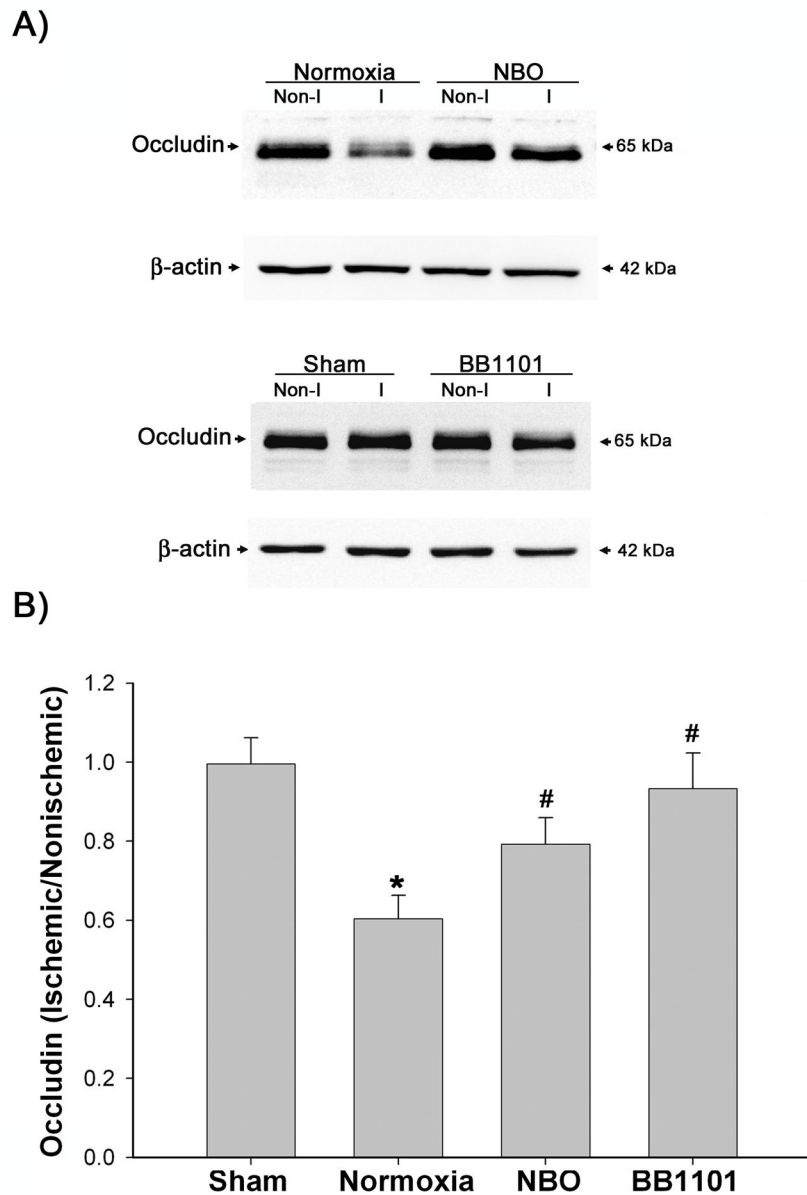 A)
Normoxia NBO
Non-I I Non-I I
Occludin 65 kDa
β-actin 42 kDa
Sham BB1101
Non-I I Non-I I
Occludin 65 kDa
β-actin 42 kDa
B)
Occludin (Ischemic/Nonischemic)
1.2
1.0
0.8
0.6
0.4
0.2
0.0
*
#
#
Sham Normoxia NBO BB1101